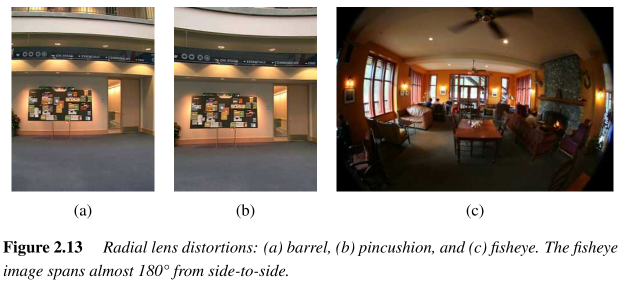 (a)
(b)
(c)
Figure 2.13 Radial lens distortions: (a) barrel, (b) pincushion, and (c) fisheye. The fisheye
image spans almost 180° from side-to-side.